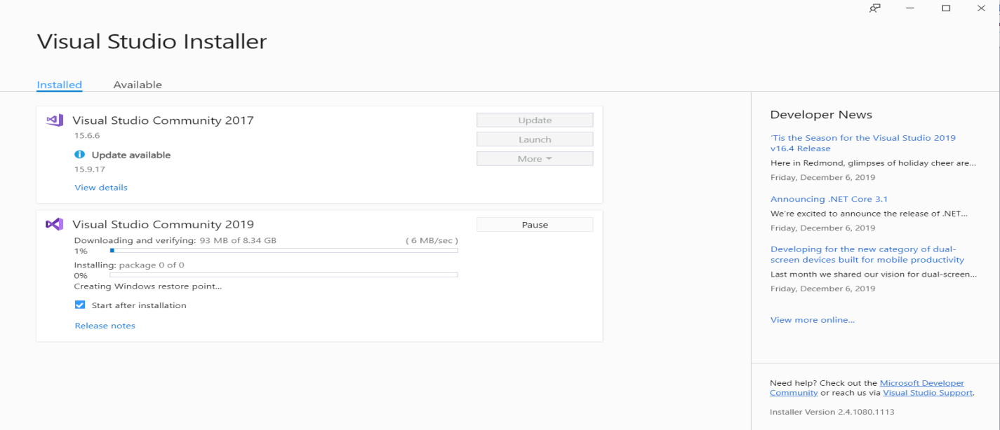 Visual Studio Installer
Installed
Available
Visual Studio Community 2017
15.6.6
Update available
15.9.17
View details
Update
Launch
More
Visual Studio Community 2019
Downloading and verifying: 93 MB of 8.34 GB
( 6 MB/sec )
1%
Installing: package 0 of 0
0%
Creating Windows restore point...
Start after installation
Release notes
Pause
Developer News
'Tis the Season for the Visual Studio 2019
v16.4 Release
Here in Redmond, glimpses of holiday cheer are...
Friday, December 6, 2019
Announcing .NET Core 3.1
We're excited to announce the release of .NET...
Friday, December 6, 2019
Developing for the new category of dual-
screen devices built for mobile productivity
Last month we shared our vision for dual-screen...
Friday, December 6, 2019
View more online...
Need help? Check out the Microsoft Developer
Community or reach us via Visual Studio Support.
Installer Version 2.4.1080.1113